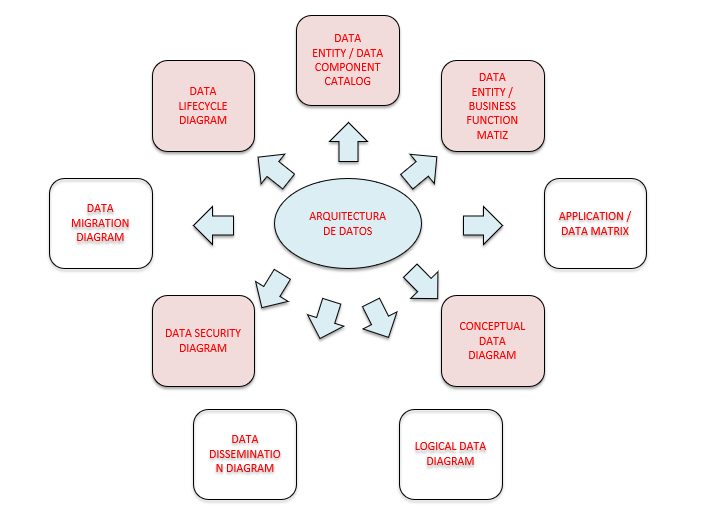 DATA
ENTITY / DATA
COMPONENT
CATALOG
DATA
LIFECYCLE
DIAGRAM
DATA
ENTITY /
BUSINESS
FUNCTION
MATIZ
DATA
MIGRATION
DIAGRAM
ARQUITECTURA
DE DATOS
APPLICATION /
DATA MATRIX
DATA SECURITY
DIAGRAM
CONCEPTUAL
DATA
DIAGRAM
DATA
DISSEMINATIO
N DIAGRAM
LOGICAL DATA
DIAGRAM